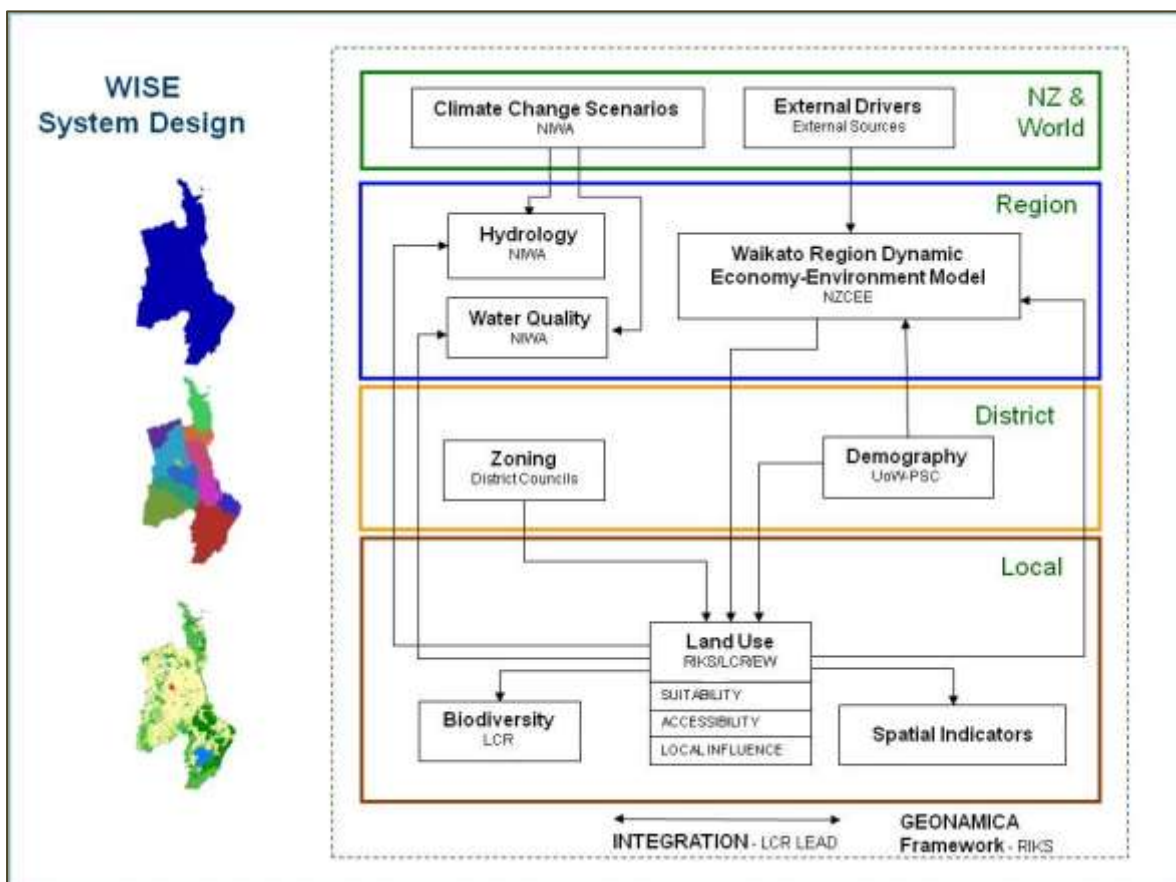 WISE
System Design
Climate Change Scenarios
NIWA
External Drivers
External Sources
NZ &
World
Region
Hydrology
NIWA
Waikato Region Dynamic
Economy-Environment Model
NZCEE
Water Quality
NIWA
District
Zoning
District Councils
Demography
UoW-PSC
Local
Land Use
RIKS/LCR/EW
SUITABILITY
ACCESSIBILITY
LOCAL INFLUENCE
Biodiversity
LCR
Spatial Indicators
INTEGRATION - LCR LEAD
GEONAMICA
Framework - RIKS